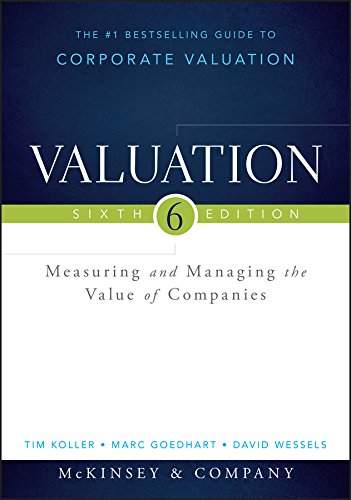 THE #1 BESTSELLING GUIDE TO
CORPORATE VALUATION
VALUATION
SIXTH 6 EDITION
Measuring and Managing the
Value of Companies
TIM KOLLER • MARC GOEDHART • DAVID WESSELS
MCKINSEY & COMPANY